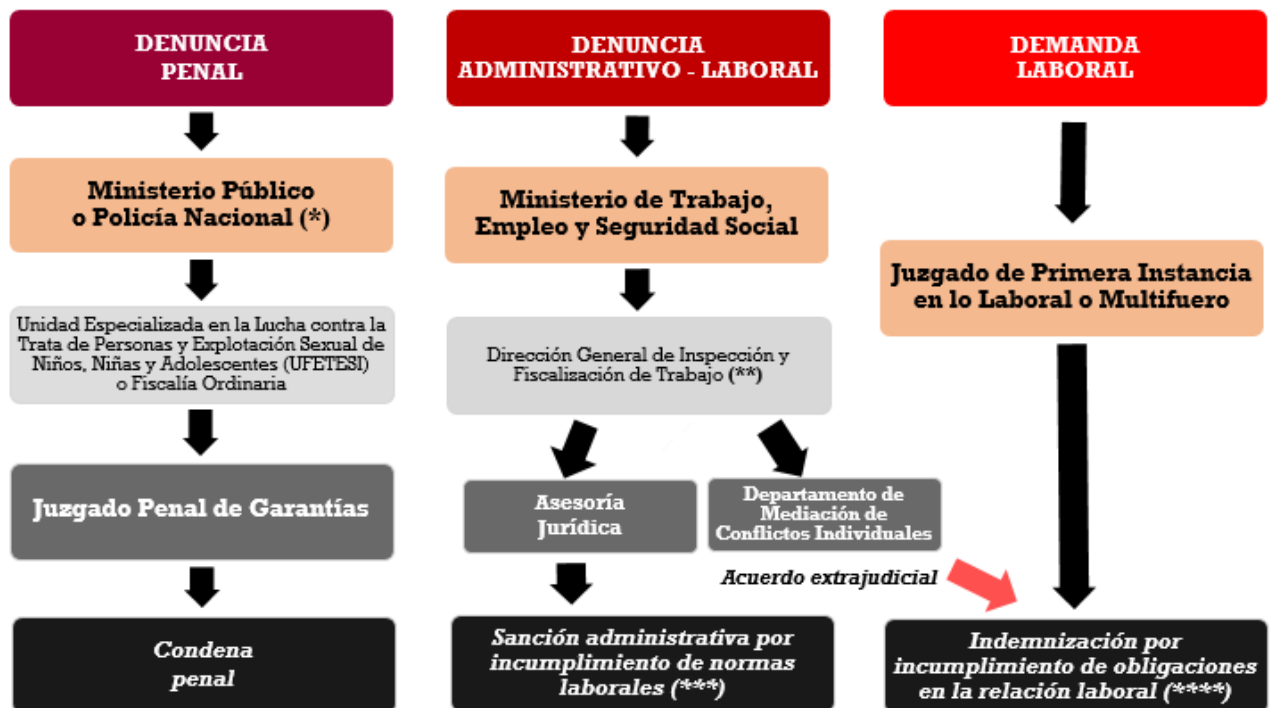 DENUNCIA
PENAL
Ministerio Público
o Policía Nacional (*)
Unidad Especializada en la Lucha contra la
Trata de Personas y Explotación Sexual de
Niños, Niñas y Adolescentes (UFETESI)
o Fiscalía Ordinaria
Juzgado Penal de Garantías
Condena
penal
DENUNCIA
ADMINISTRATIVO - LABORAL
Ministerio de Trabajo,
Empleo y Seguridad Social
Dirección General de Inspección y
Fiscalización de Trabajo (**)
Asesoría
Jurídica
Departamento de
Mediación de
Conflictos Individuales
Acuerdo extrajudicial
Sanción administrativa por
incumplimiento de normas
laborales (***)
DEMANDA
LABORAL
Juzgado de Primera Instancia
en lo Laboral o Multifuero
Indemnización por
incumplimiento de obligaciones
en la relación laboral (****)